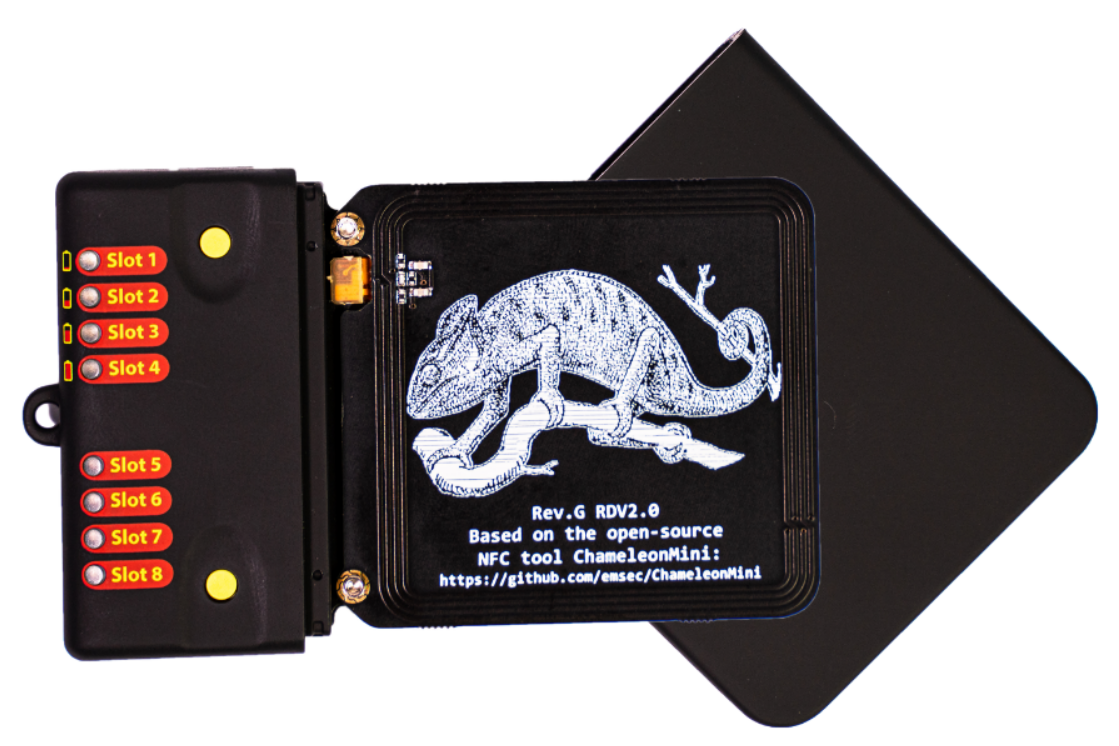 Slot 1
Slot 2
Slot 3
Slot 4
Slot 5
Slot 6
Slot 7
Slot 8
Rev.G RDV2.0
Based on the open-source
NFC tool ChameleonMini:
https://github.com/emsec/ChameleonMini